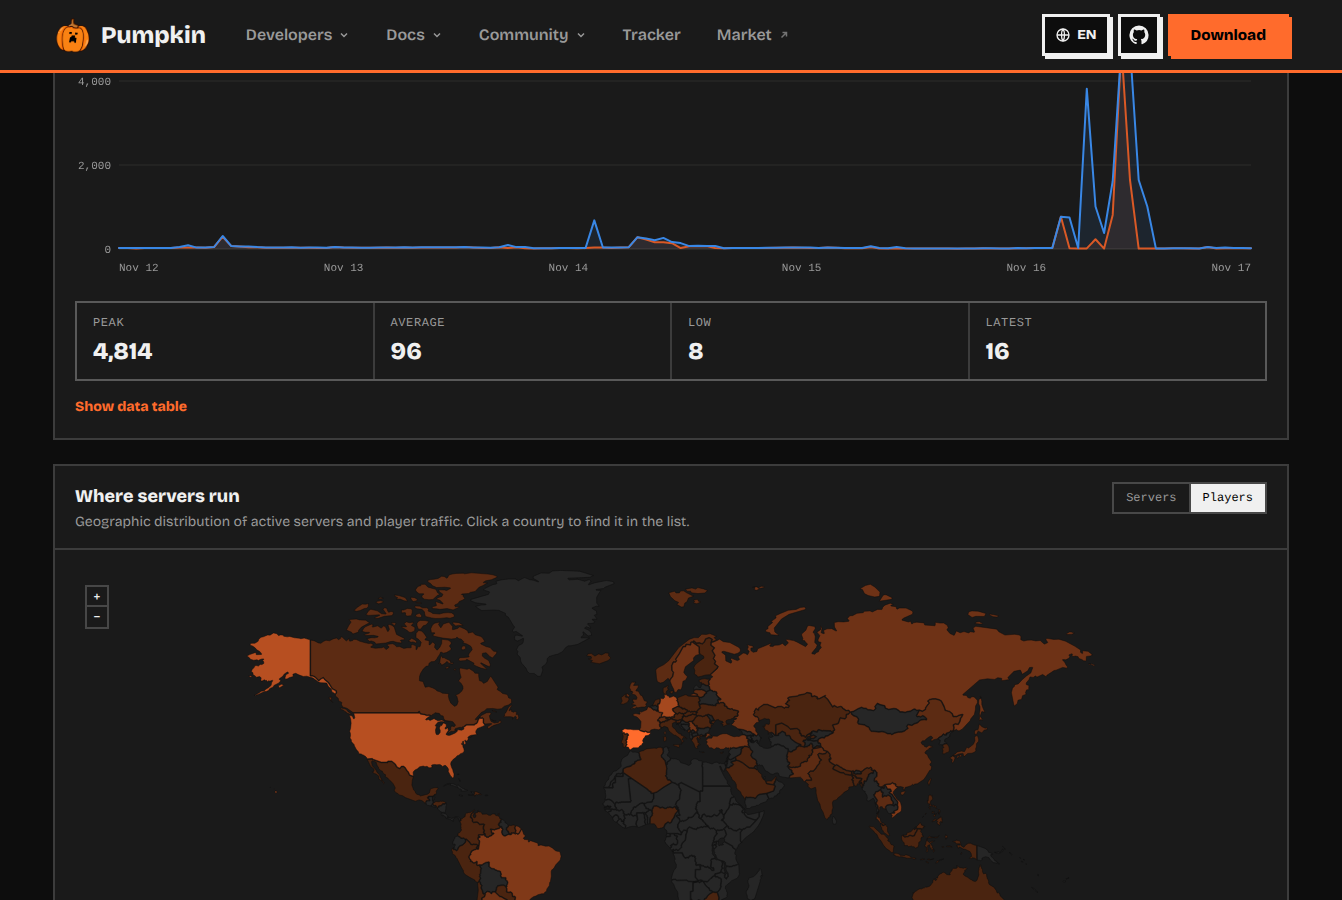 Pumpkin Developers Docs Community Tracker Market EN Download
4,000
2,000
0
Nov 12 Nov 13 Nov 14 Nov 15 Nov 16 Nov 17
PEAK AVERAGE LOW LATEST
4,814 96 8 16
Show data table
Where servers run
Servers Players
Geographic distribution of active servers and player traffic. Click a country to find it in the list.
+
−